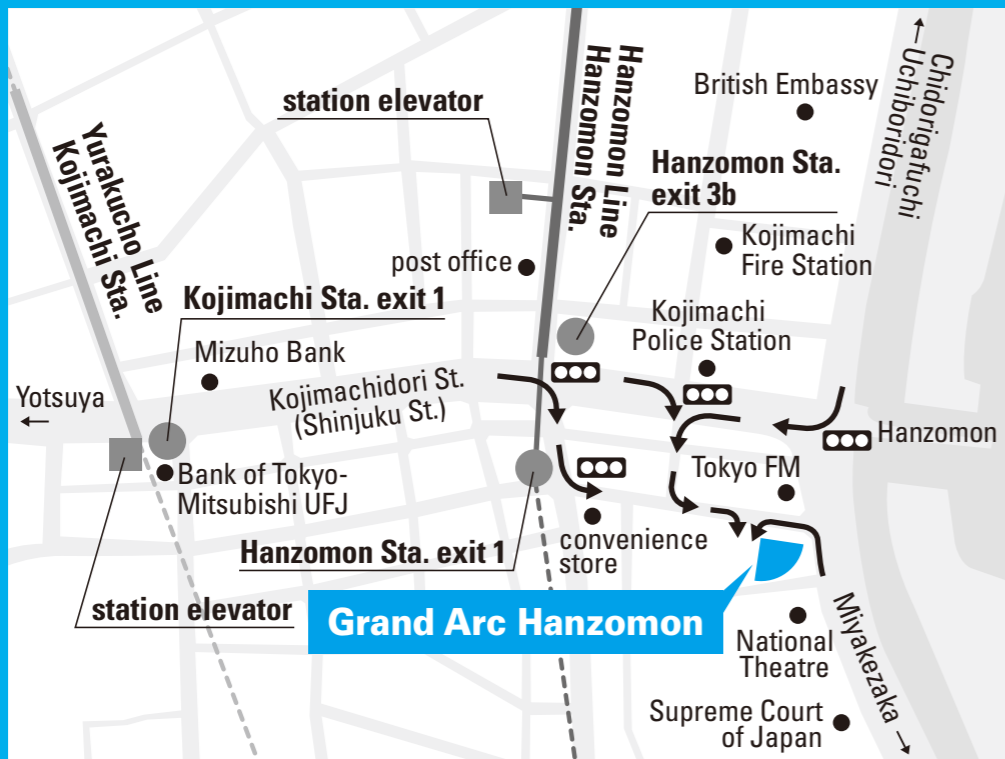 Chidorigafuchi
Uchiboridori
British Embassy
station elevator
Hanzomon Line
Hanzomon Sta.
Hanzomon Sta.
exit 3b
Yurakucho Line
Kojimachi Sta.
Kojimachi
Fire Station
post office
Kojimachi Sta. exit 1
Kojimachi
Police Station
Mizuho Bank
Kojimachidori St.
(Shinjuku St.)
Yotsuya
Hanzomon
Tokyo FM
Bank of Tokyo-
Mitsubishi UFJ
convenience
store
Hanzomon Sta. exit 1
station elevator
Grand Arc Hanzomon
Miyakezaka
National
Theatre
Supreme Court
of Japan